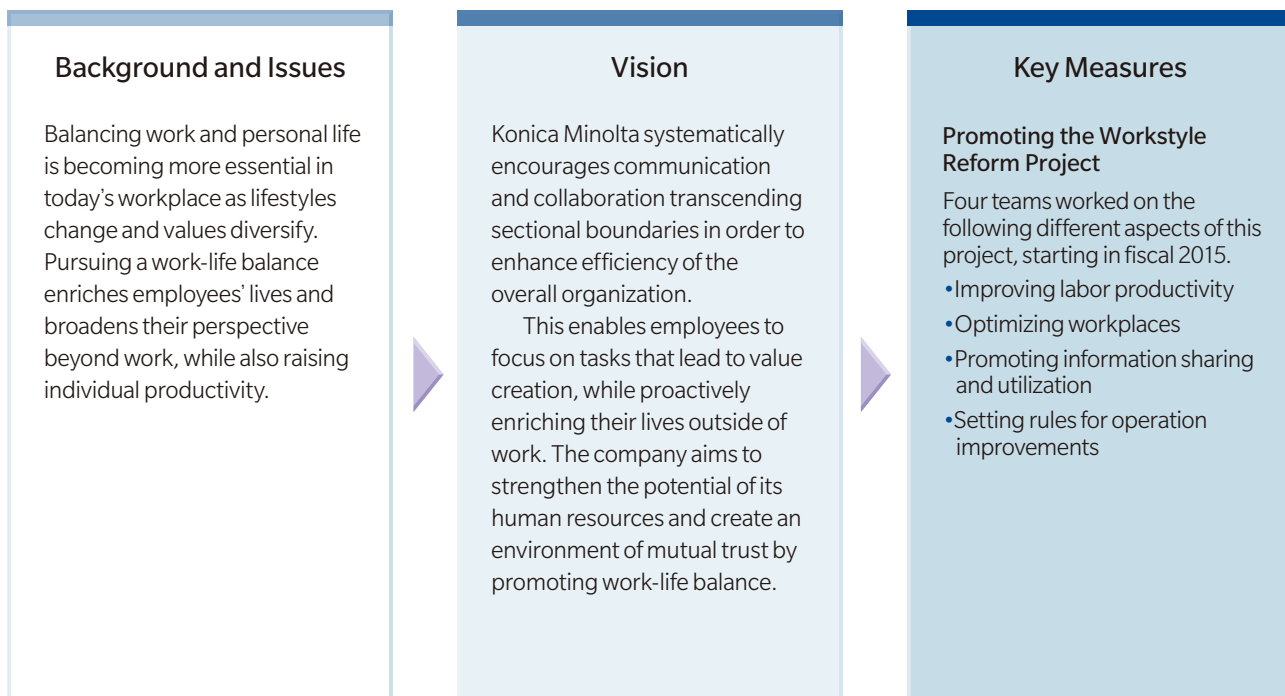 Background and Issues
Balancing work and personal life
is becoming more essential in
today's workplace as lifestyles
change and values diversify.
Pursuing a work-life balance
enriches employees' lives and
broadens their perspective
beyond work, while also raising
individual productivity.
Vision
Konica Minolta systematically
encourages communication
and collaboration transcending
sectional boundaries in order to
enhance efficiency of the
overall organization.
This enables employees to
focus on tasks that lead to value
creation, while proactively
enriching their lives outside of
work. The company aims to
strengthen the potential of its
human resources and create an
environment of mutual trust by
promoting work-life balance.
Key Measures
Promoting the Workstyle
Reform Project
Four teams worked on the
following different aspects of this
project, starting in fiscal 2015.
•Improving labor productivity
•Optimizing workplaces
•Promoting information sharing
and utilization
•Setting rules for operation
improvements